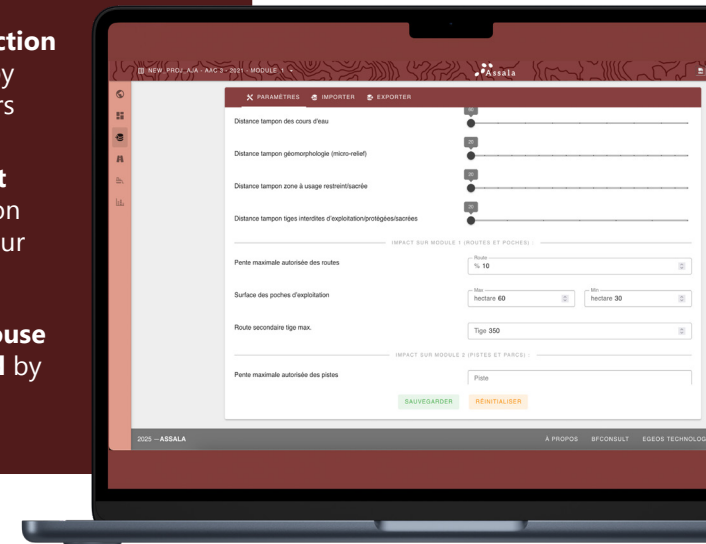 ction
by
rs
t
on
ur
ouse
l by
NEW_PROJ_AJA - AAC 3 - 2021 - MODULE_1
Assala
PARAMÈTRES IMPORTER EXPORTER
Distance tampon des cours d'eau
Distance tampon géomorphologie (micro-relief)
Distance tampon zone à usage restreint/sacrée
Distance tampon tiges interdites d'exploitation/protégées/sacrées
IMPACT SUR MODULE 1 (ROUTES ET POCHES) :
Pente maximale autorisée des routes
Route
% 10
Surface des poches d'exploitation
Max
hectare 60
Min
hectare 30
Route secondaire tige max.
Tige 350
IMPACT SUR MODULE 2 (PISTES ET PARCS) :
Pente maximale autorisée des pistes
Piste
SAUVEGARDER RÉINITIALISER
2025 — ASSALA
À PROPOS BFCONSULT EGEOS TECHNOLOG